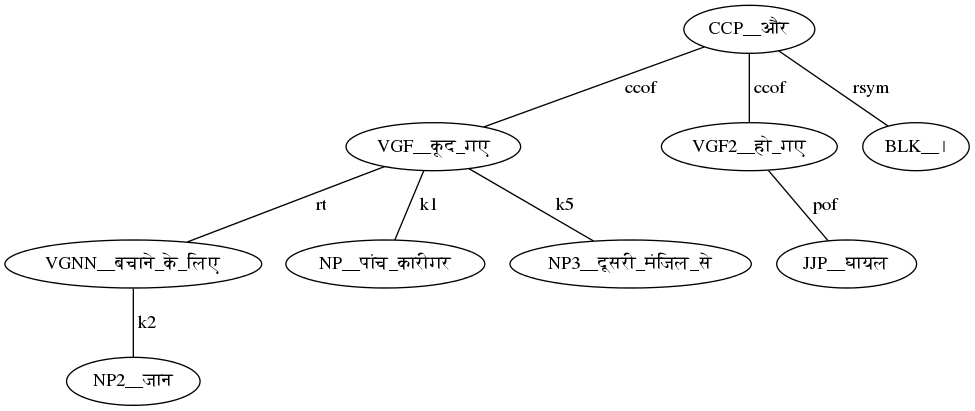 CCP__और
ccof
ccof
rsym
VGF__कूद_गए
VGF2__हो_गए
BLK__।
rt
k1
k5
pof
VGNN__बचाने_के_लिए
NP__पांच_कारीगर
NP3__दूसरी_मंजिल_से
JJP__घायल
k2
NP2__जान